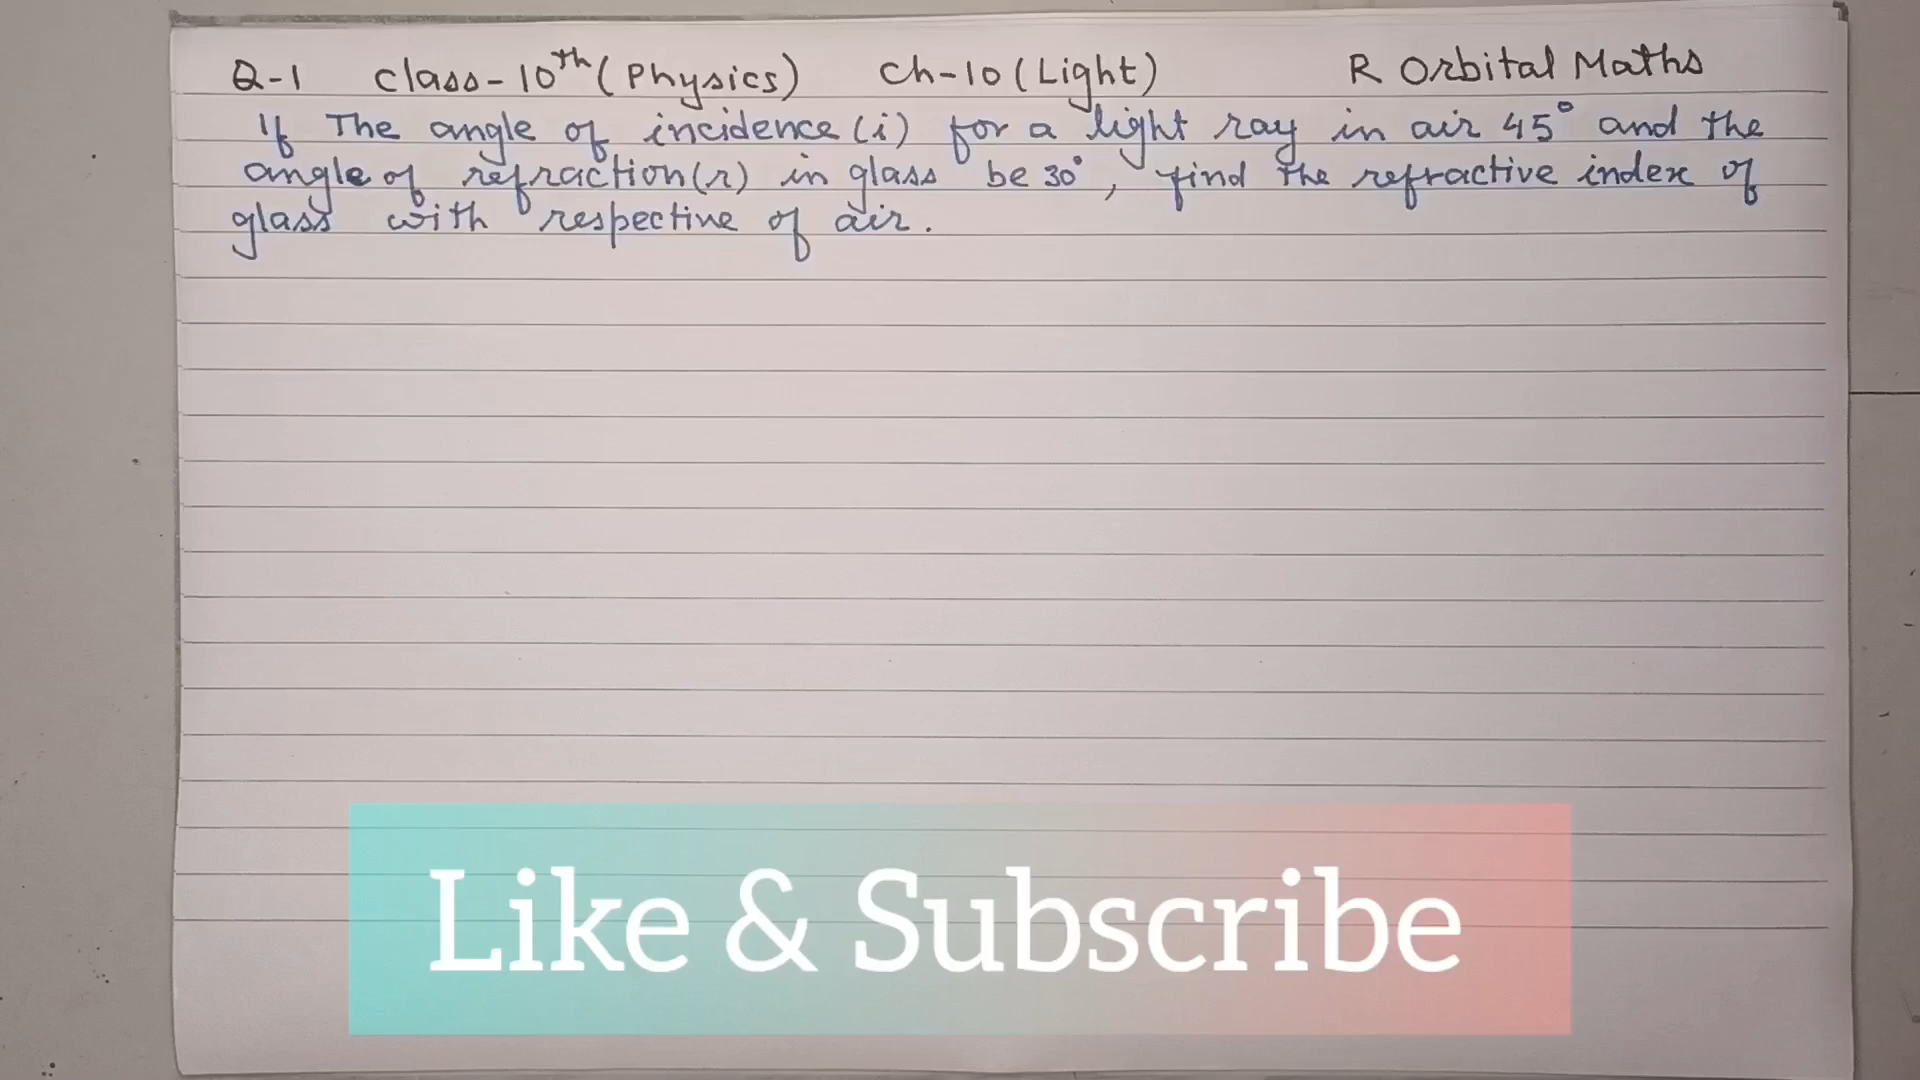 Q-1 class-10th (Physics) Ch-10 (Light) R Orbital Maths
If The angle of incidence (i) for a light ray in air 45° and the
angle of refraction (r) in glass be 30°, find the refractive index of
glass with respective of air.
Like & Subscribe